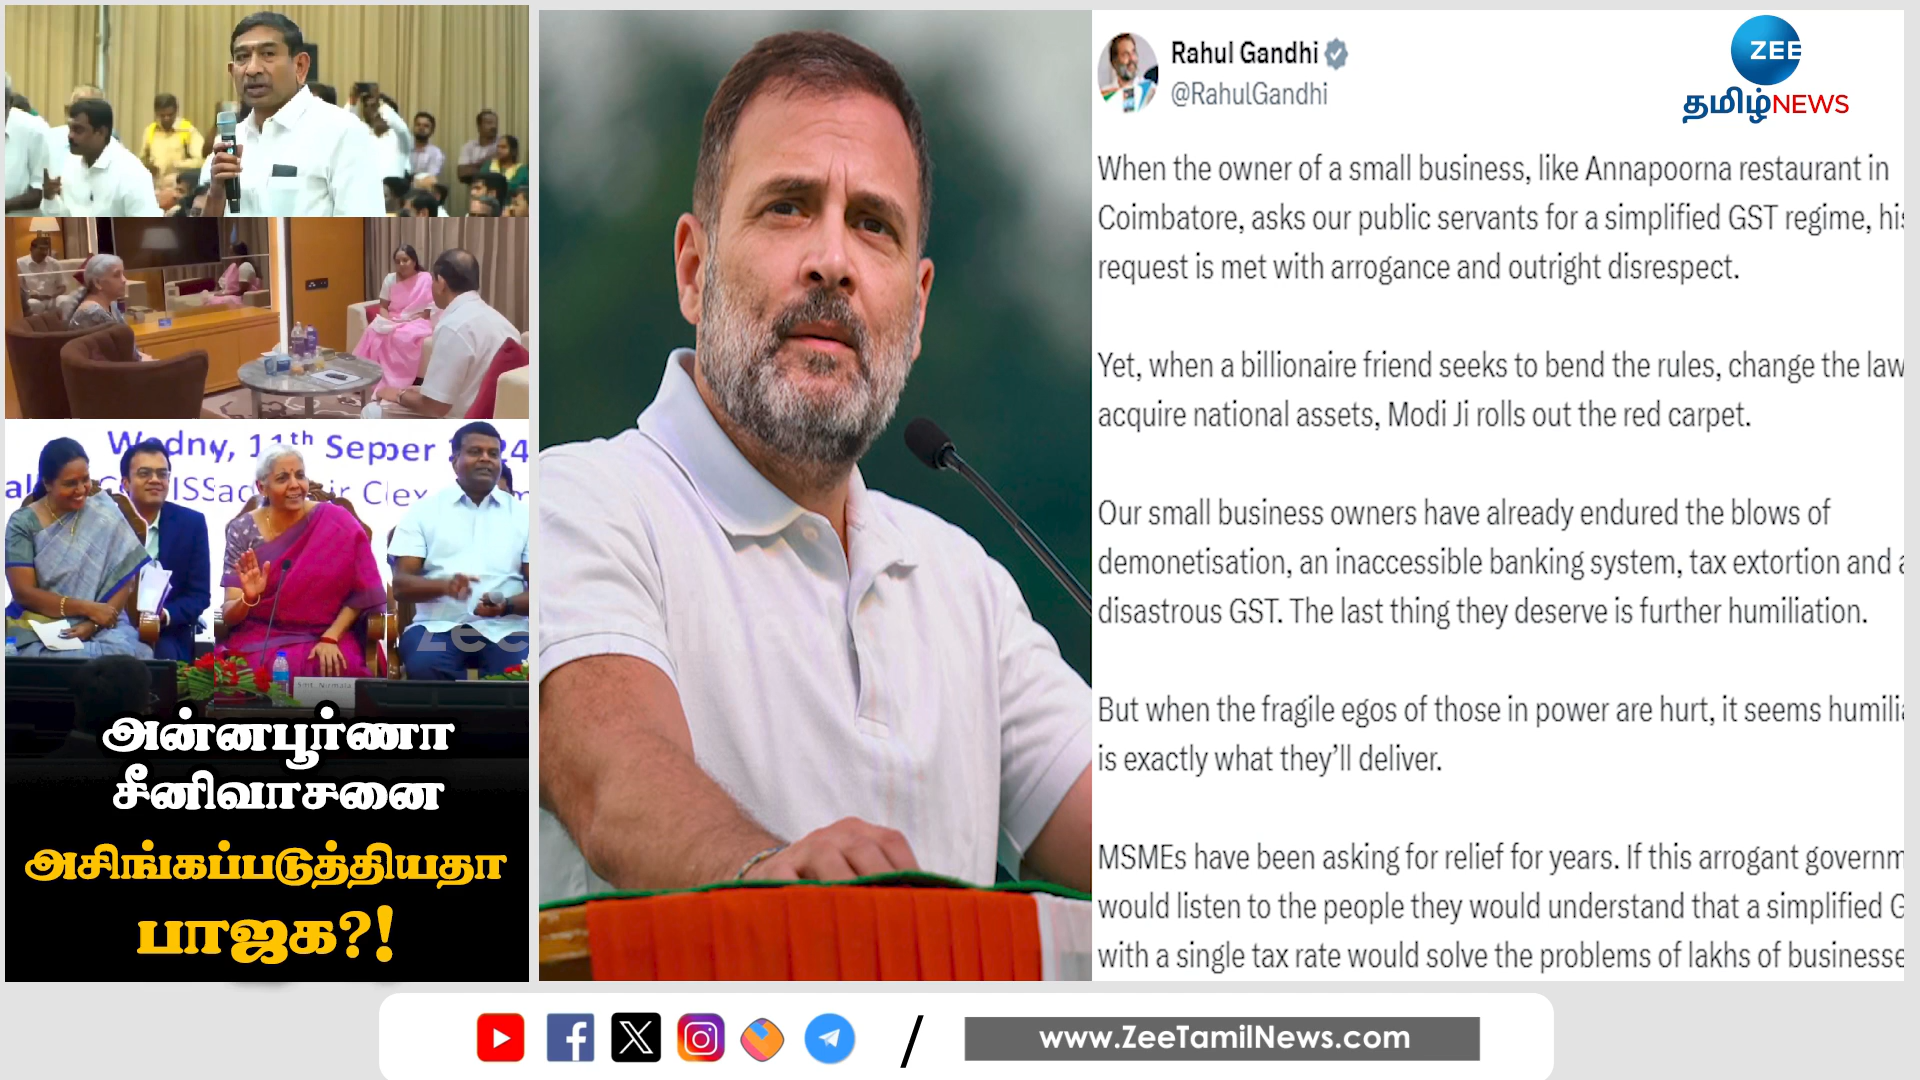 Wedny, 11th Sepper
அன்னபூர்ணா
சீனிவாசனை
அசிங்கப்படுத்தியதா
பாஜக?!
Rahul Gandhi
@RahulGandhi
ZEE
தமிழ்NEWS
When the owner of a small business, like Annapoorna restaurant in
Coimbatore, asks our public servants for a simplified GST regime, his
request is met with arrogance and outright disrespect.
Yet, when a billionaire friend seeks to bend the rules, change the law
acquire national assets, Modi Ji rolls out the red carpet.
Our small business owners have already endured the blows of
demonetisation, an inaccessible banking system, tax extortion and a
disastrous GST. The last thing they deserve is further humiliation.
But when the fragile egos of those in power are hurt, it seems humilia
is exactly what they’ll deliver.
MSMEs have been asking for relief for years. If this arrogant governm
would listen to the people they would understand that a simplified G
with a single tax rate would solve the problems of lakhs of businesse
/
www.ZeeTamilNews.com